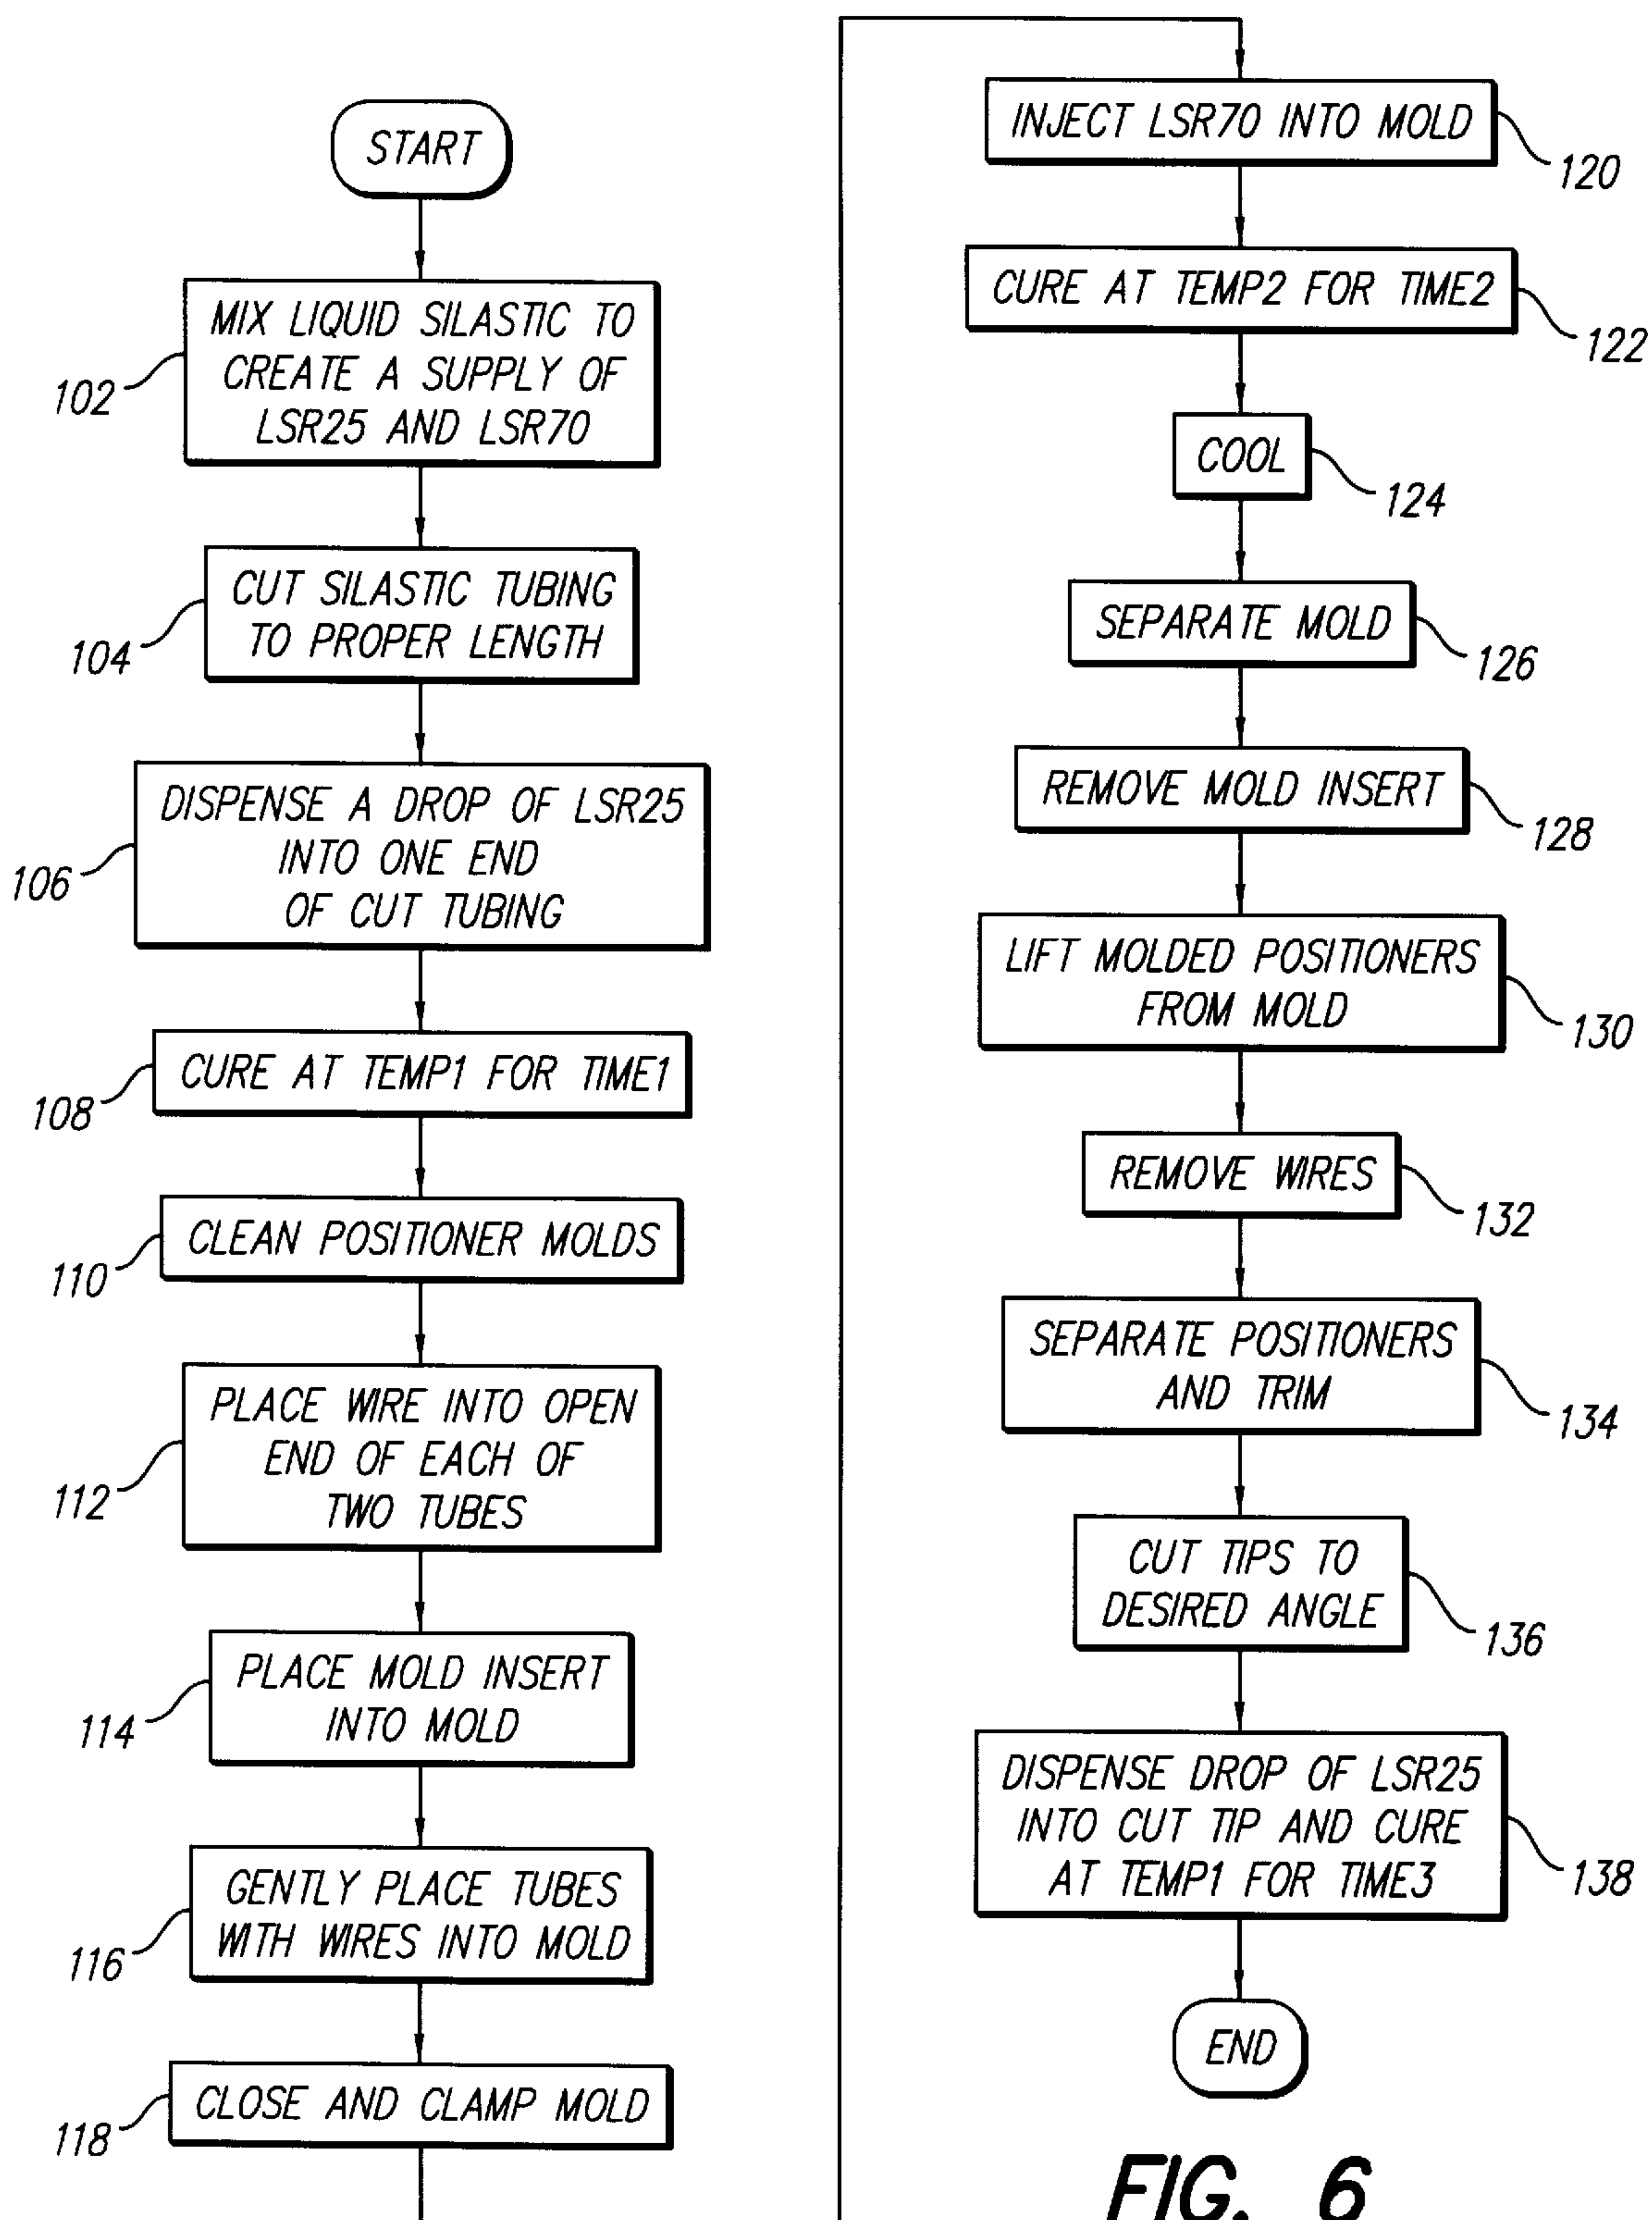 START
MIX LIQUID SILASTIC TO
CREATE A SUPPLY OF
LSR25 AND LSR70
102
CUT SILASTIC TUBING
TO PROPER LENGTH
104
DISPENSE A DROP OF LSR25
INTO ONE END
OF CUT TUBING
106
CURE AT TEMP1 FOR TIME1
108
CLEAN POSITIONER MOLDS
110
PLACE WIRE INTO OPEN
END OF EACH OF
TWO TUBES
112
PLACE MOLD INSERT
INTO MOLD
114
GENTLY PLACE TUBES
WITH WIRES INTO MOLD
116
CLOSE AND CLAMP MOLD
118
INJECT LSR70 INTO MOLD
120
CURE AT TEMP2 FOR TIME2
122
COOL
124
SEPARATE MOLD
126
REMOVE MOLD INSERT
128
LIFT MOLDED POSITIONERS
FROM MOLD
130
REMOVE WIRES
132
SEPARATE POSITIONERS
AND TRIM
134
CUT TIPS TO
DESIRED ANGLE
136
DISPENSE DROP OF LSR25
INTO CUT TIP AND CURE
AT TEMP1 FOR TIME3
138
END
FIG. 6